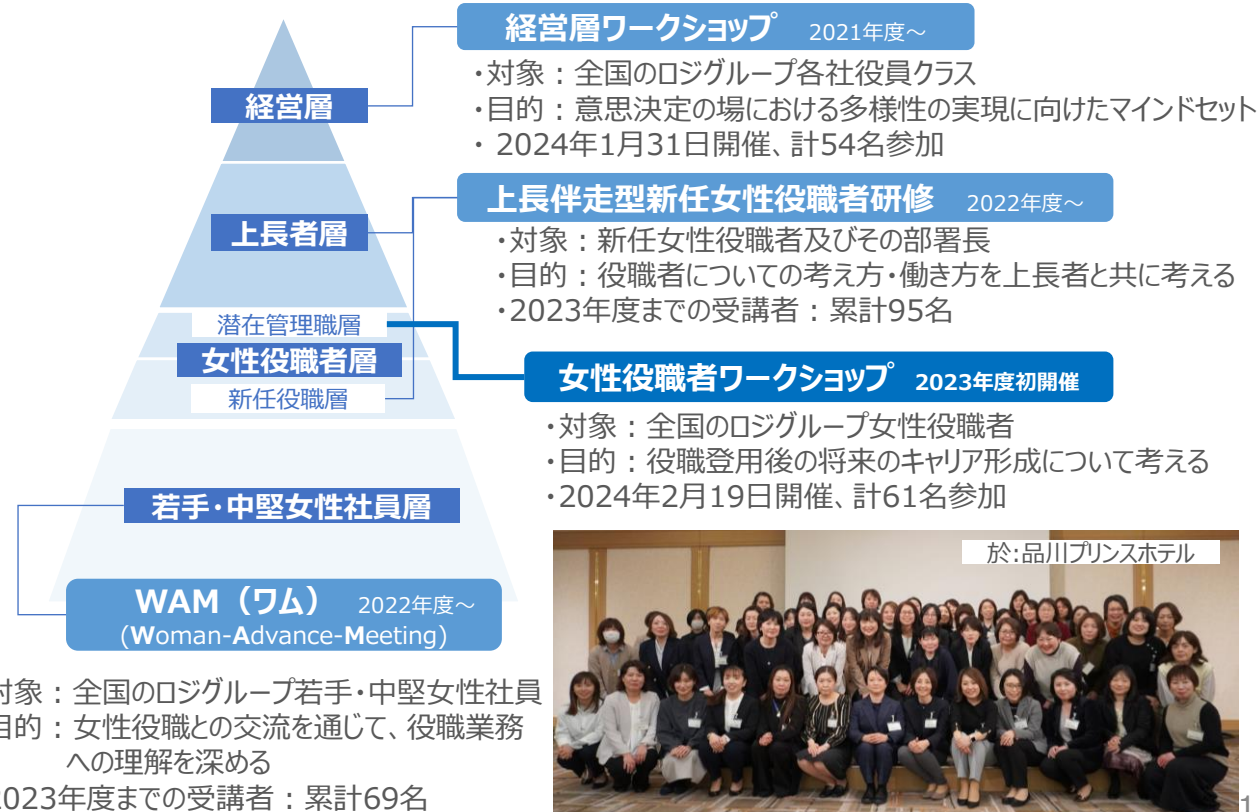 経営層ワークショップ 2021年度～
・対象：全国のロジグループ各社役員クラス
・目的：意思決定の場における多様性の実現に向けたマインドセット
・ 2024年1月31日開催、計54名参加
経営層
上長伴走型新任女性役職者研修 2022年度～
・対象：新任女性役職者及びその部署長
・目的：役職者についての考え方・働き方を上長者と共に考える
・2023年度までの受講者：累計95名
上長者層
潜在管理職層
女性役職者層
新任役職層
女性役職者ワークショップ 2023年度初開催
・対象：全国のロジグループ女性役職者
・目的：役職登用後の将来のキャリア形成について考える
・2024年2月19日開催、計61名参加
若手・中堅女性社員層
WAM（ワム） 2022年度～
(Woman-Advance-Meeting)
対象：全国のロジグループ若手・中堅女性社員
目的：女性役職との交流を通じて、役職業務
への理解を深める
2023年度までの受講者：累計69名
於:品川プリンスホテル
1